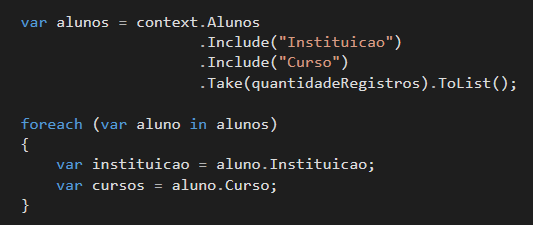 var alunos = context.Alunos
                    .Include("Instituicao")
                    .Include("Curso")
                    .Take(quantidadeRegistros).ToList();

foreach (var aluno in alunos)
{
    var instituicao = aluno.Instituicao;
    var cursos = aluno.Curso;
}